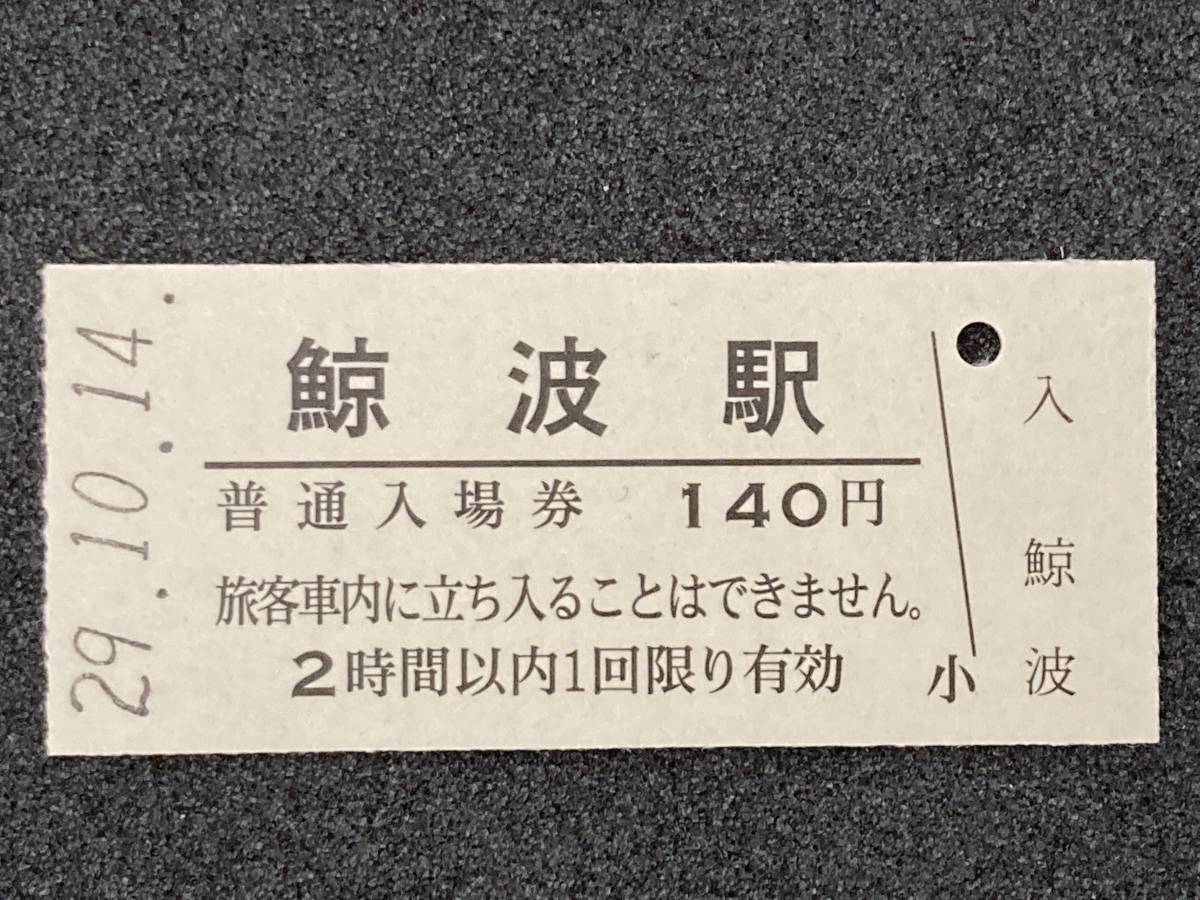 29.10.14.
鯨波駅
普通入場券 140円
旅客車内に立ち入ることはできません。
2時間以内1回限り有効
小
入
鯨波